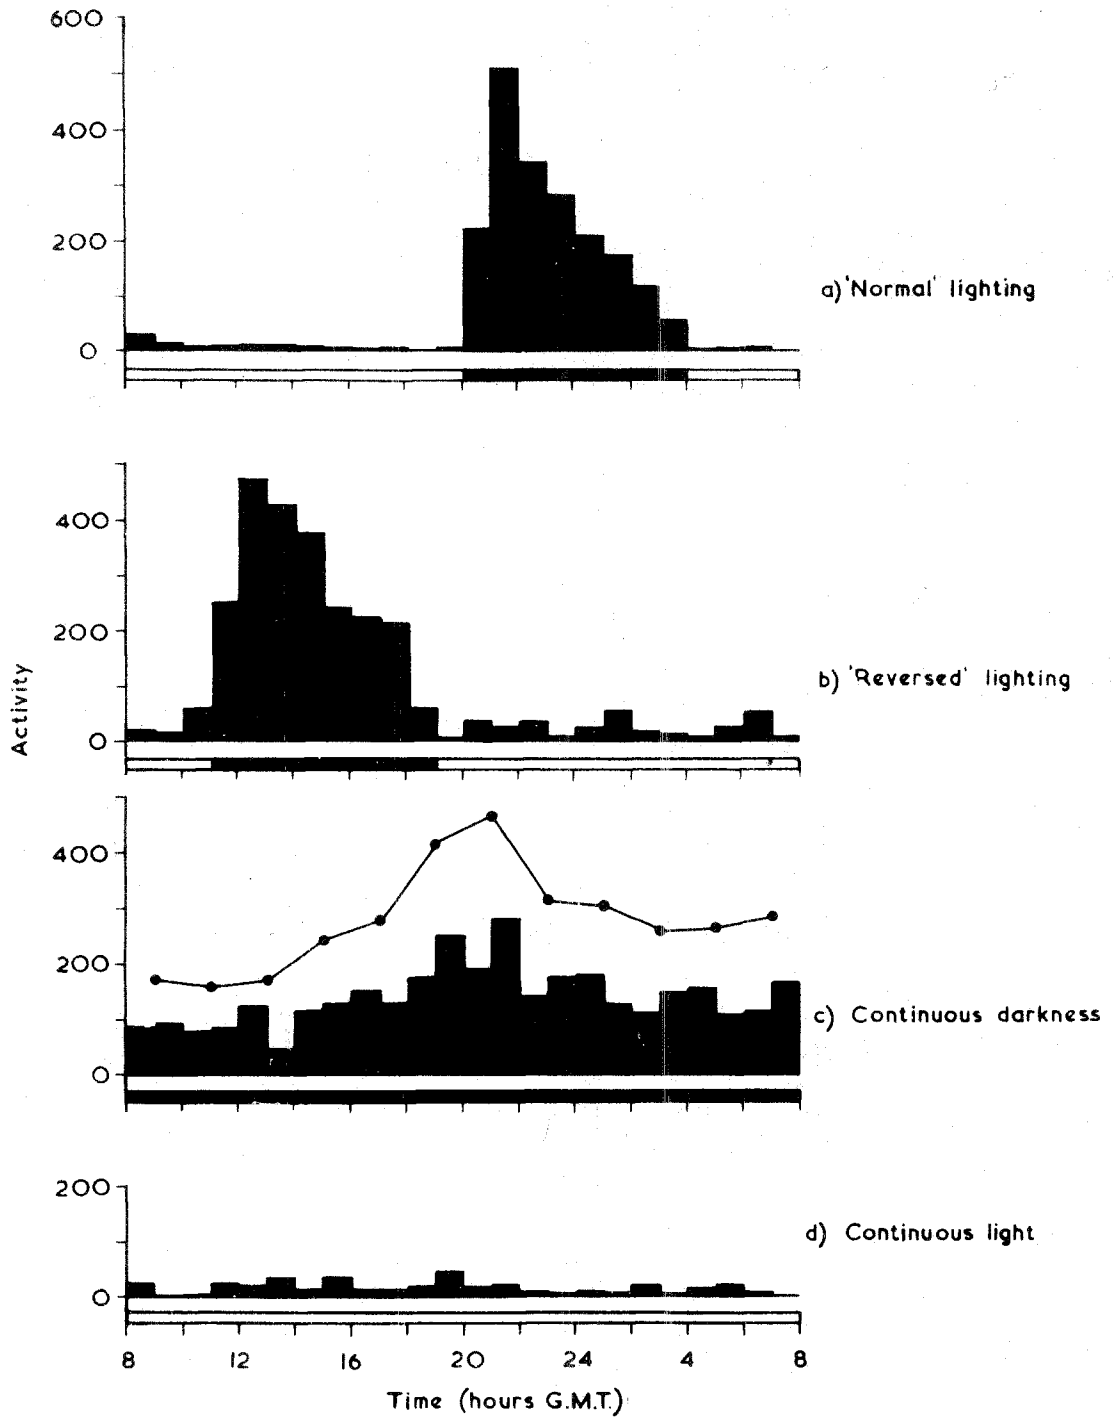 600
400
200
0
a) 'Normal' lighting
400
200
0
b) 'Reversed' lighting
Activity
400
200
0
c) Continuous darkness
200
0
d) Continuous light
8 12 16 20 24 4 8
Time (hours G.M.T.)